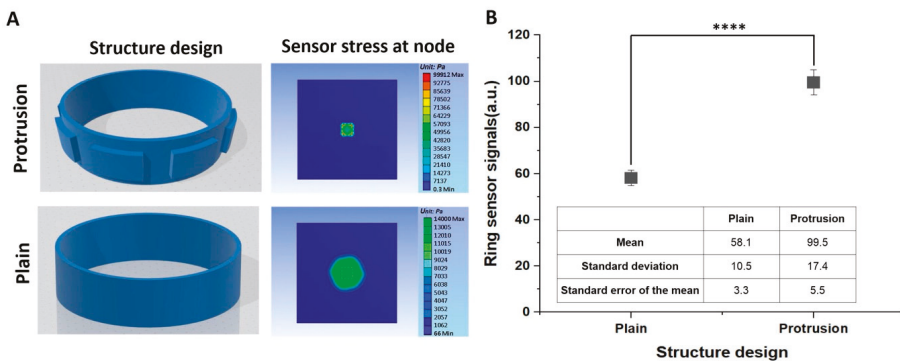 A
Structure design
Sensor stress at node
Protrusion
Unit: Pa
99912 Max
92775
85639
78502
71366
64229
57093
49956
42820
35683
28547
21410
14273
7137
0.3 Min
Plain
Unit: Pa
14000 Max
13005
12010
11015
10019
9024
8029
7033
6038
5043
4047
3052
2057
1062
66 Min
B
Ring sensor signals(a.u.)
120
100
80
60
40
20
0
****
Plain Protrusion
Mean 58.1 99.5
Standard deviation 10.5 17.4
Standard error of the mean 3.3 5.5
Plain Protrusion
Structure design